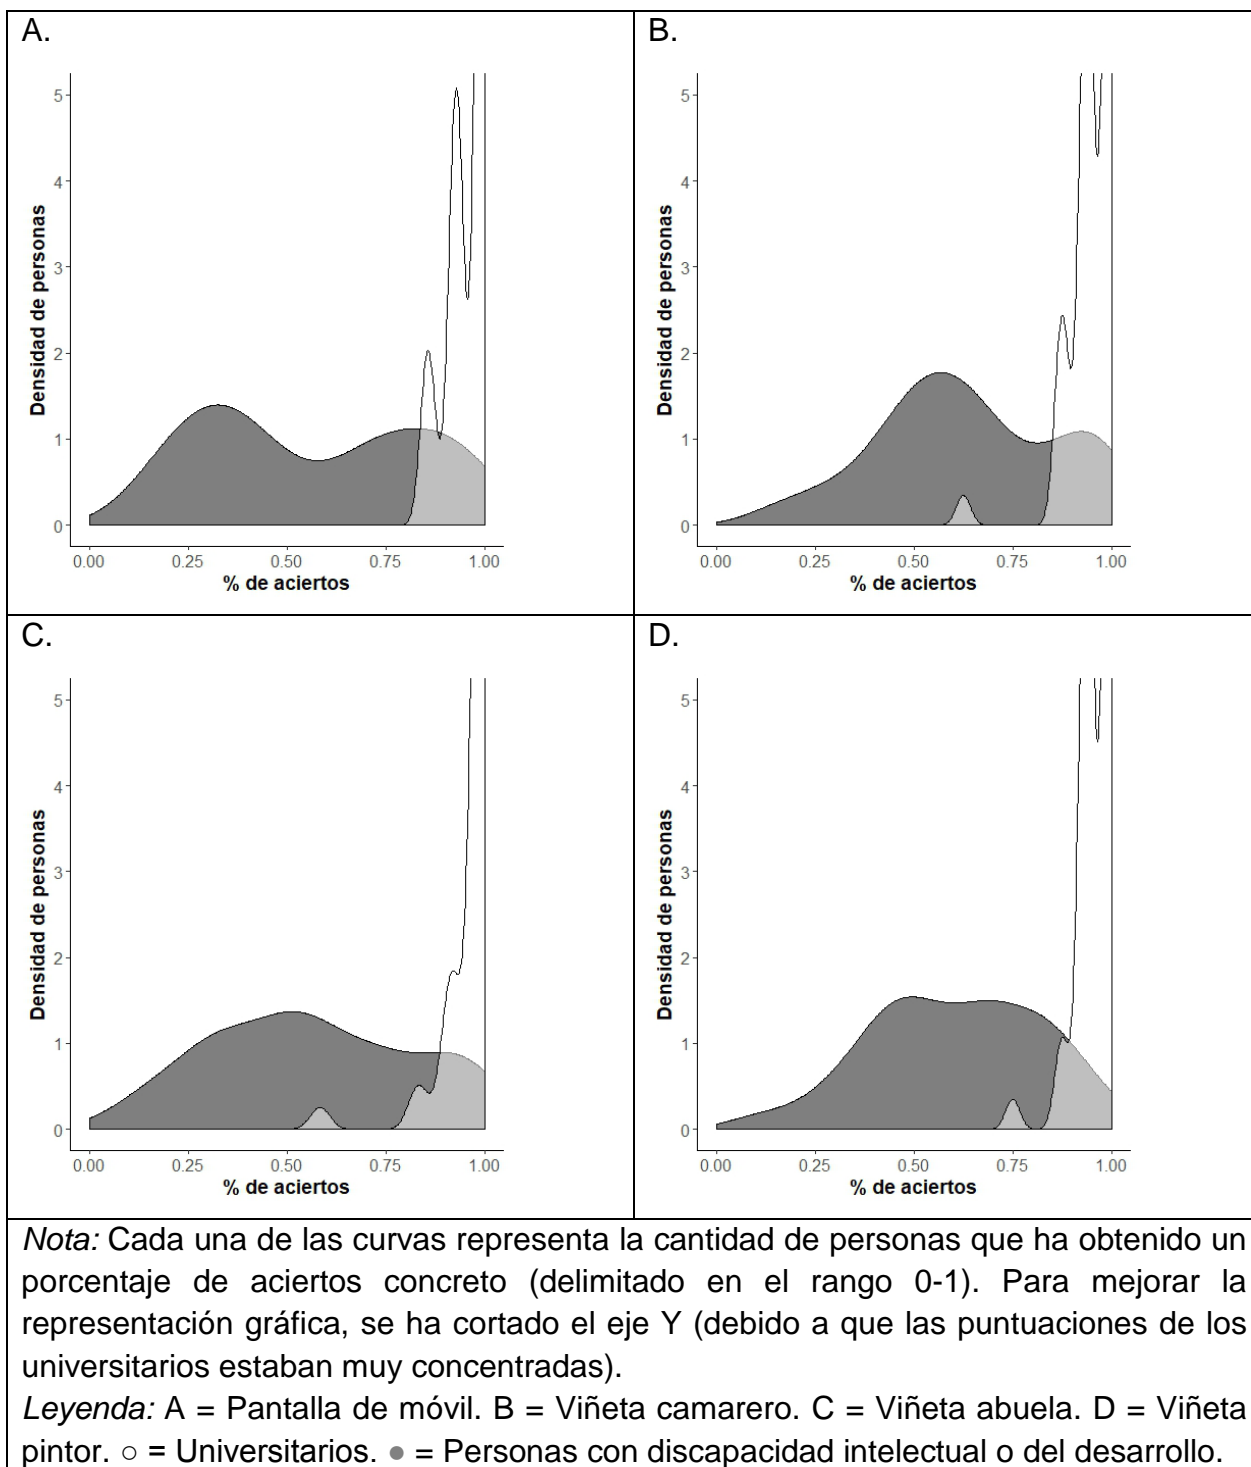 A.
5
4
3
2
1
0
Densidad de personas
0.00 0.25 0.50 0.75 1.00
% de aciertos
B.
5
4
3
2
1
0
Densidad de personas
0.00 0.25 0.50 0.75 1.00
% de aciertos
C.
5
4
3
2
1
0
Densidad de personas
0.00 0.25 0.50 0.75 1.00
% de aciertos
D.
5
4
3
2
1
0
Densidad de personas
0.00 0.25 0.50 0.75 1.00
% de aciertos
Nota: Cada una de las curvas representa la cantidad de personas que ha obtenido un
porcentaje de aciertos concreto (delimitado en el rango 0-1). Para mejorar la
representación gráfica, se ha cortado el eje Y (debido a que las puntuaciones de los
universitarios estaban muy concentradas).
Leyenda: A = Pantalla de móvil. B = Viñeta camarero. C = Viñeta abuela. D = Viñeta
pintor. ○ = Universitarios. ● = Personas con discapacidad intelectual o del desarrollo.